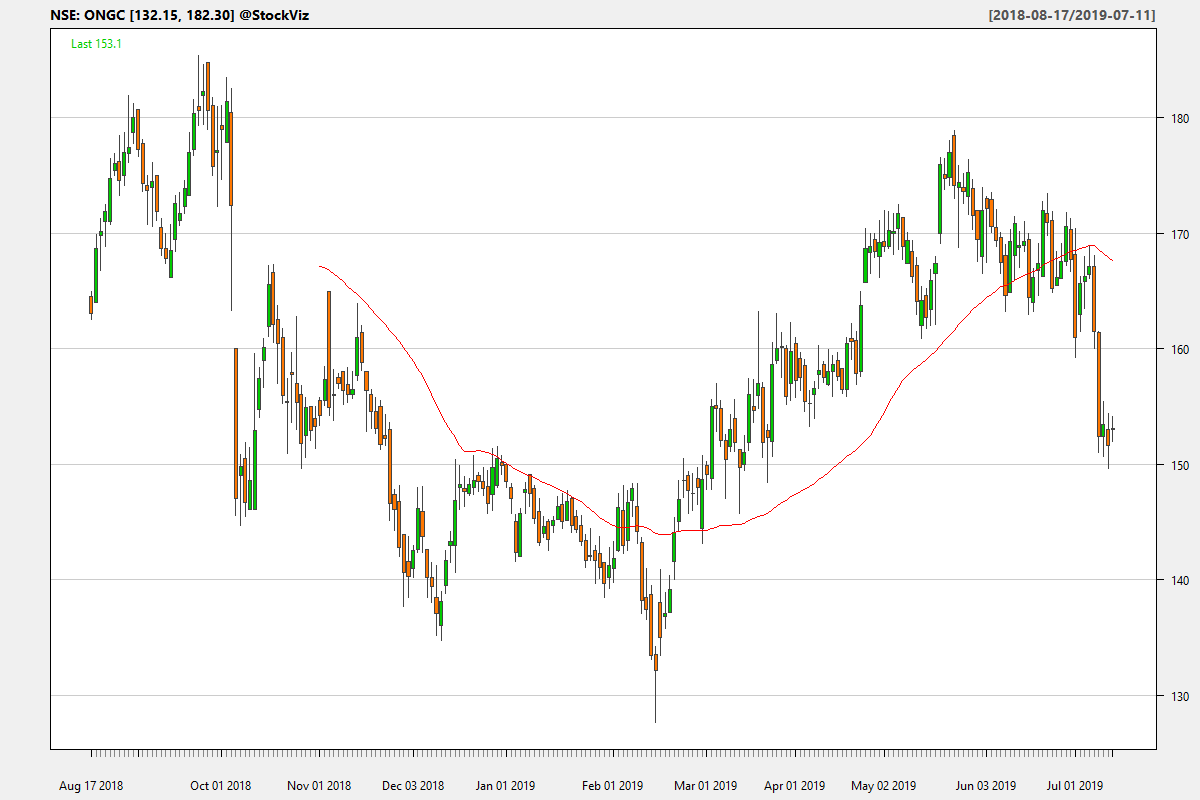 NSE: ONGC [132.15, 182.30] @StockViz
[2018-08-17/2019-07-11]
Last 153.1
180
170
160
150
140
130
Aug 17 2018 Oct 01 2018 Nov 01 2018 Dec 03 2018 Jan 01 2019 Feb 01 2019 Mar 01 2019 Apr 01 2019 May 02 2019 Jun 03 2019 Jul 01 2019